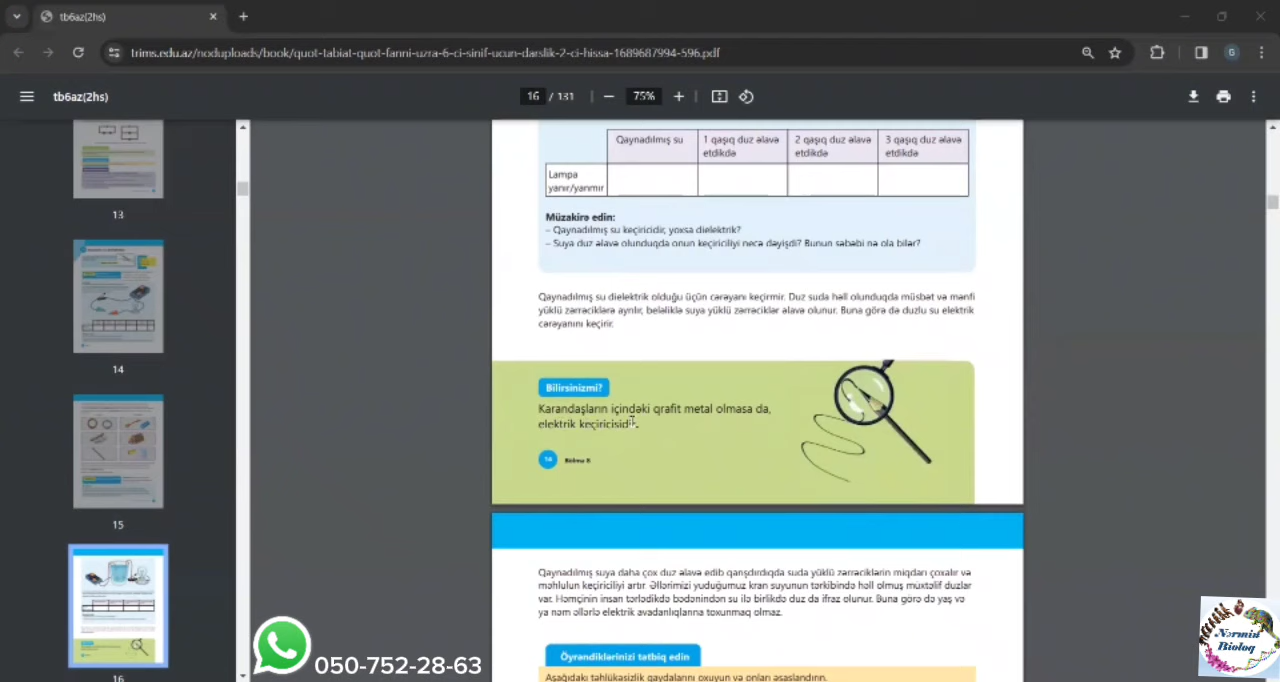 tb6az(2hs)
trims.edu.az/noduploads/book/quot-tabiat-quot-fanni-uzra-6-ci-sinif-ucun-darslik-2-ci-hissa-1689687994-596.pdf
G
tb6az(2hs)
16 / 131
75%
13
14
15
16
Qaynadılmış su
1 qaşıq duz əlavə etdikdə
2 qaşıq duz əlavə etdikdə
3 qaşıq duz əlavə etdikdə
Lampa
yanır/yanmır
Müzakirə edin:
– Qaynadılmış su keçiricidir, yoxsa dielektrik?
– Suya duz əlavə olunduqda onun keçiriciliyi necə dəyişdi? Bunun səbəbi nə ola bilər?
Qaynadılmış su dielektrik olduğu üçün cərəyanı keçirmir. Duz suda həll olunduqda müsbət və mənfi
yüklü zərrəciklərə ayrılır, beləliklə suya yüklü zərrəciklər əlavə olunur. Buna görə də duzlu su elektrik
cərəyanını keçirir.
Bilirsinizmi?
Karandaşların içindəki qrafit metal olmasa da,
elektrik keçiricisidir.
16
Bölmə 5
Qaynadılmış suya daha çox duz əlavə edib qarışdırdıqda suda yüklü zərrəciklərin miqdarı çoxalır və
məhlulun keçiriciliyi artır. Əllərimizi yuduğumuz kran suyunun tərkibində həll olmuş müxtəlif duzlar
var. Həmçinin insan tərlədikdə bədənindən su ilə birlikdə duz da ifraz olunur. Buna görə də yaş və
ya nəm əllərlə elektrik avadanlıqlarına toxunmaq olmaz.
Öyrəndiklərinizi tətbiq edin
Aşağıdakı təhlükəsizlik qaydalarını oxuyun və onları əsaslandırın.
050-752-28-63
Nərmin
Bioloq